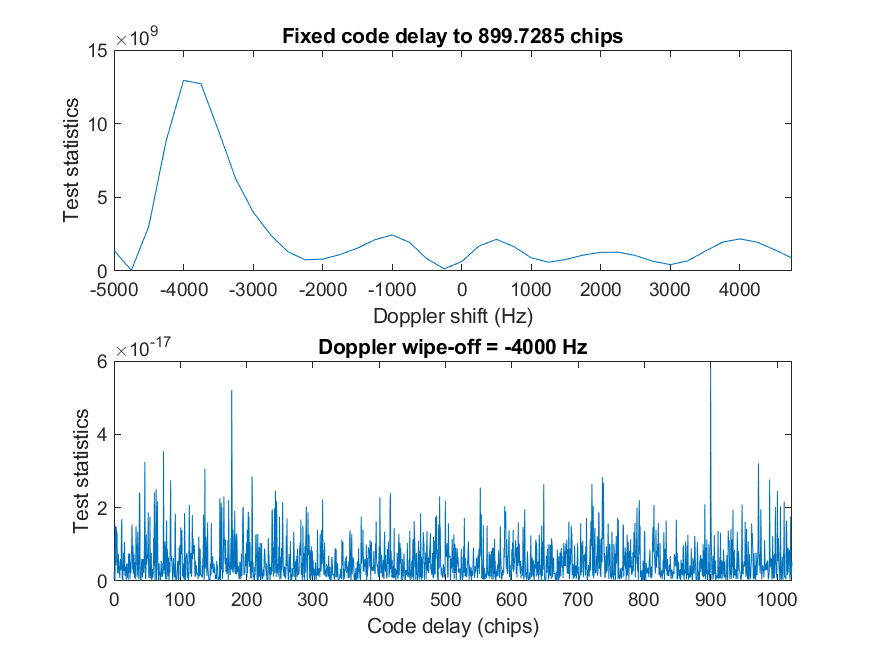 ×10^9
Fixed code delay to 899.7285 chips
15
10
5
0
Test statistics
-5000 -4000 -3000 -2000 -1000 0 1000 2000 3000 4000
Doppler shift (Hz)
×10^-17
Doppler wipe-off = -4000 Hz
6
4
2
0
Test statistics
0 100 200 300 400 500 600 700 800 900 1000
Code delay (chips)